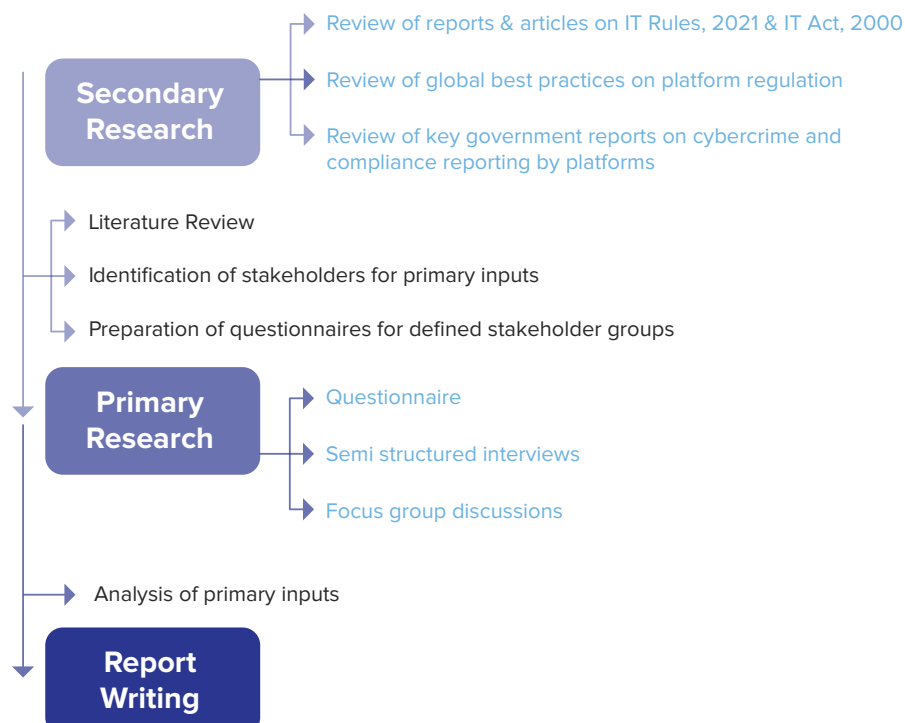 Review of reports & articles on IT Rules, 2021 & IT Act, 2000
Secondary
Research
Review of global best practices on platform regulation
Review of key government reports on cybercrime and
compliance reporting by platforms
Literature Review
Identification of stakeholders for primary inputs
Preparation of questionnaires for defined stakeholder groups
Primary
Research
Questionnaire
Semi structured interviews
Focus group discussions
Analysis of primary inputs
Report
Writing